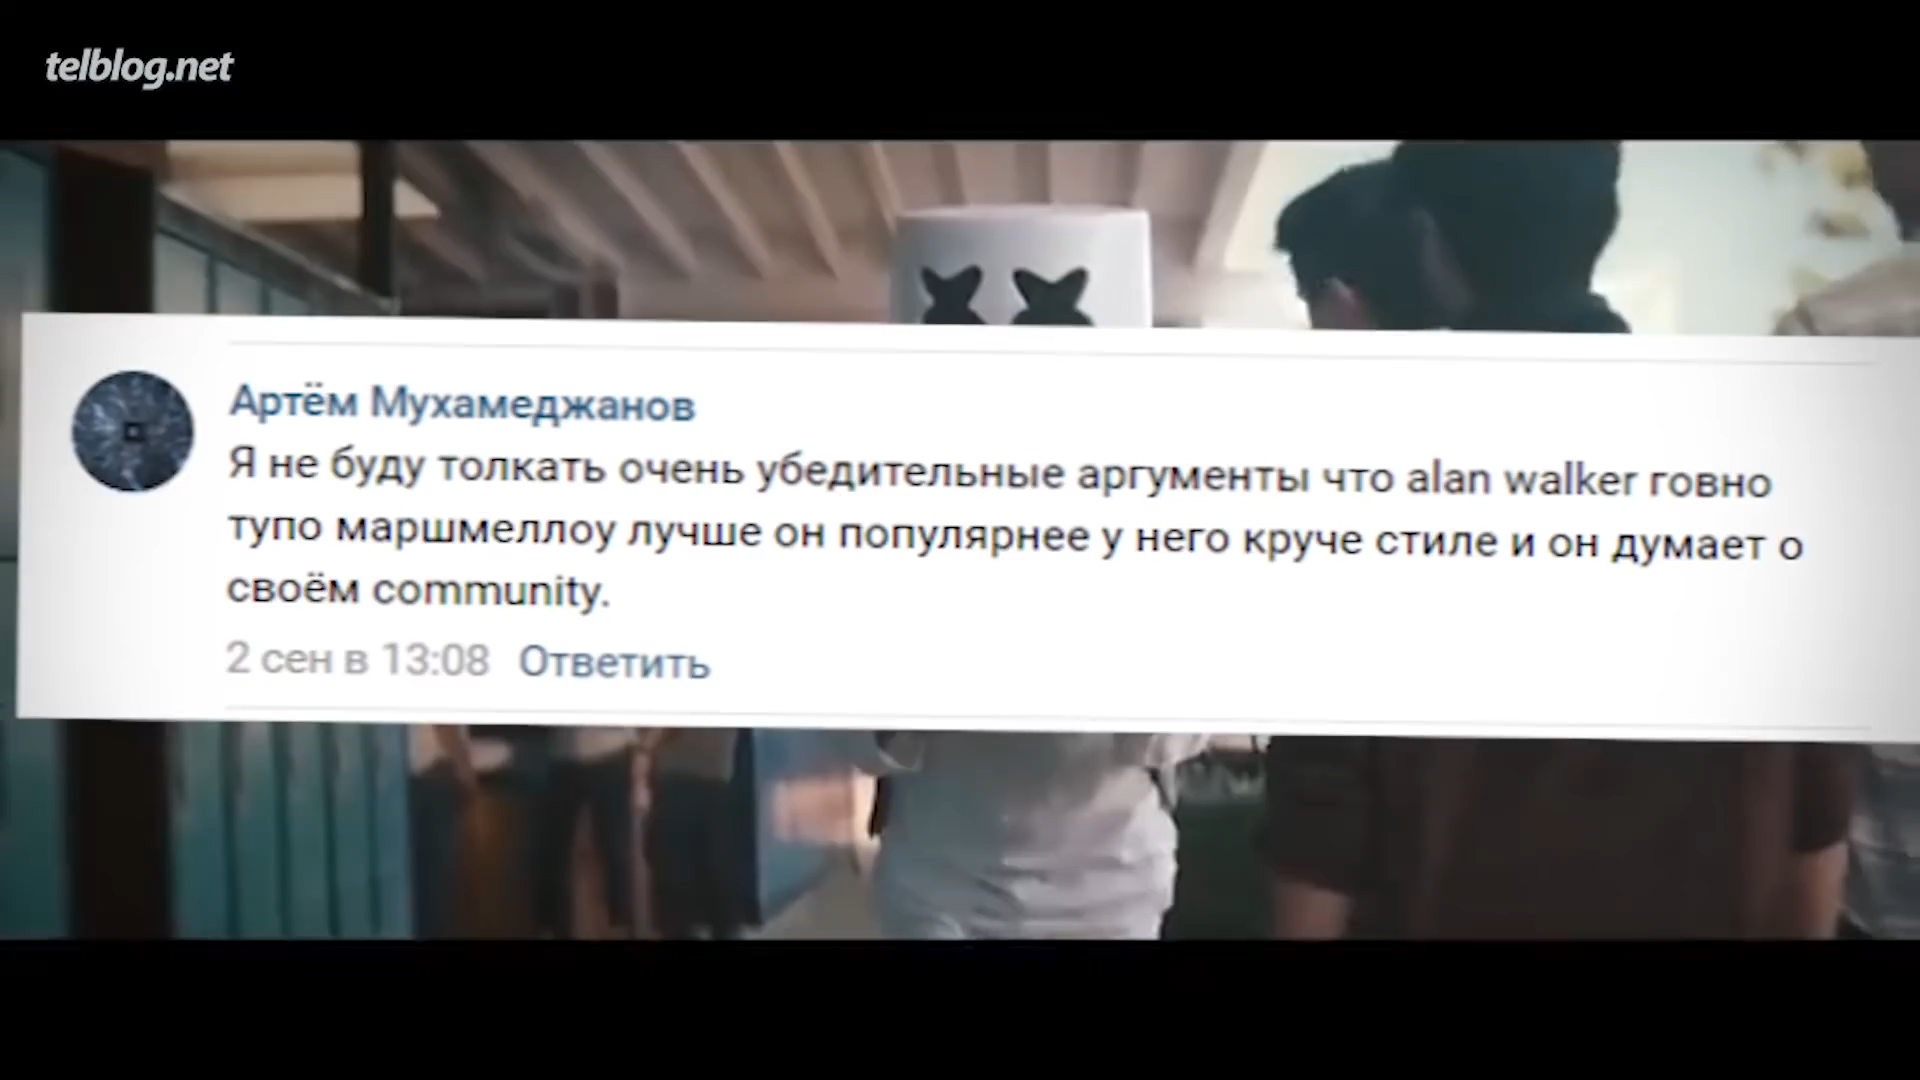 telblog.net
Артём Мухамеджанов
Я не буду толкать очень убедительные аргументы что alan walker говно
тупо маршмеллоу лучше он популярнее у него круче стиле и он думает о
своём community.
2 сен в 13:08 Ответить